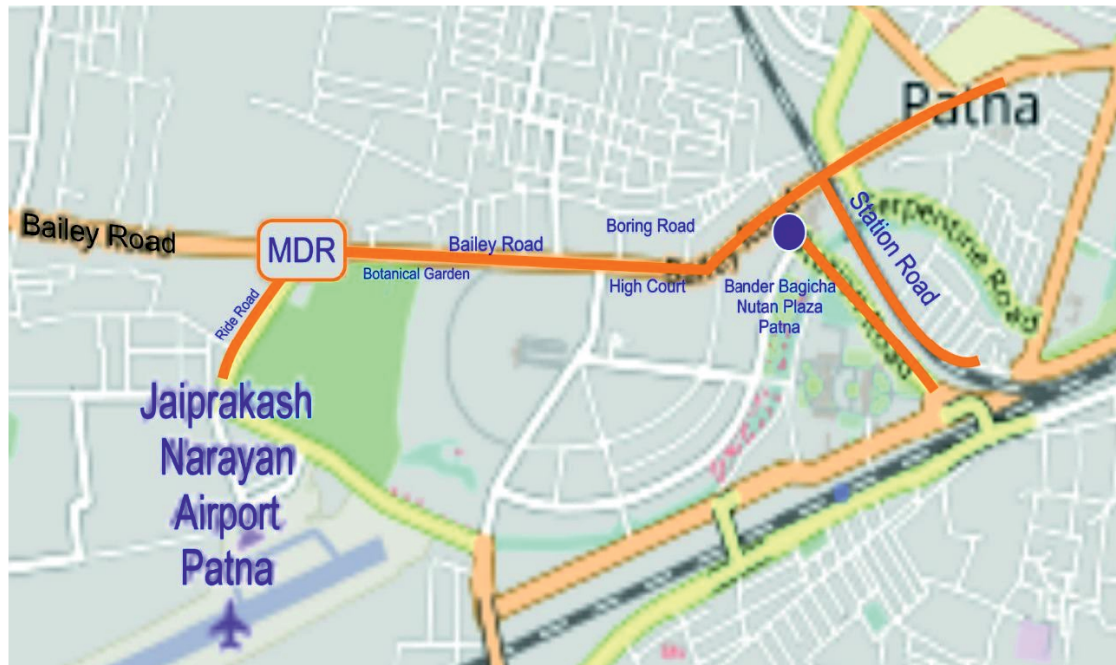 Patna
Bailey Road
MDR
Bailey Road
Boring Road
Botanical Garden
High Court
Station Road
Serpentine Road
Ride Road
Bander Bagicha
Nutan Plaza
Patna
Jaiprakash
Narayan
Airport
Patna